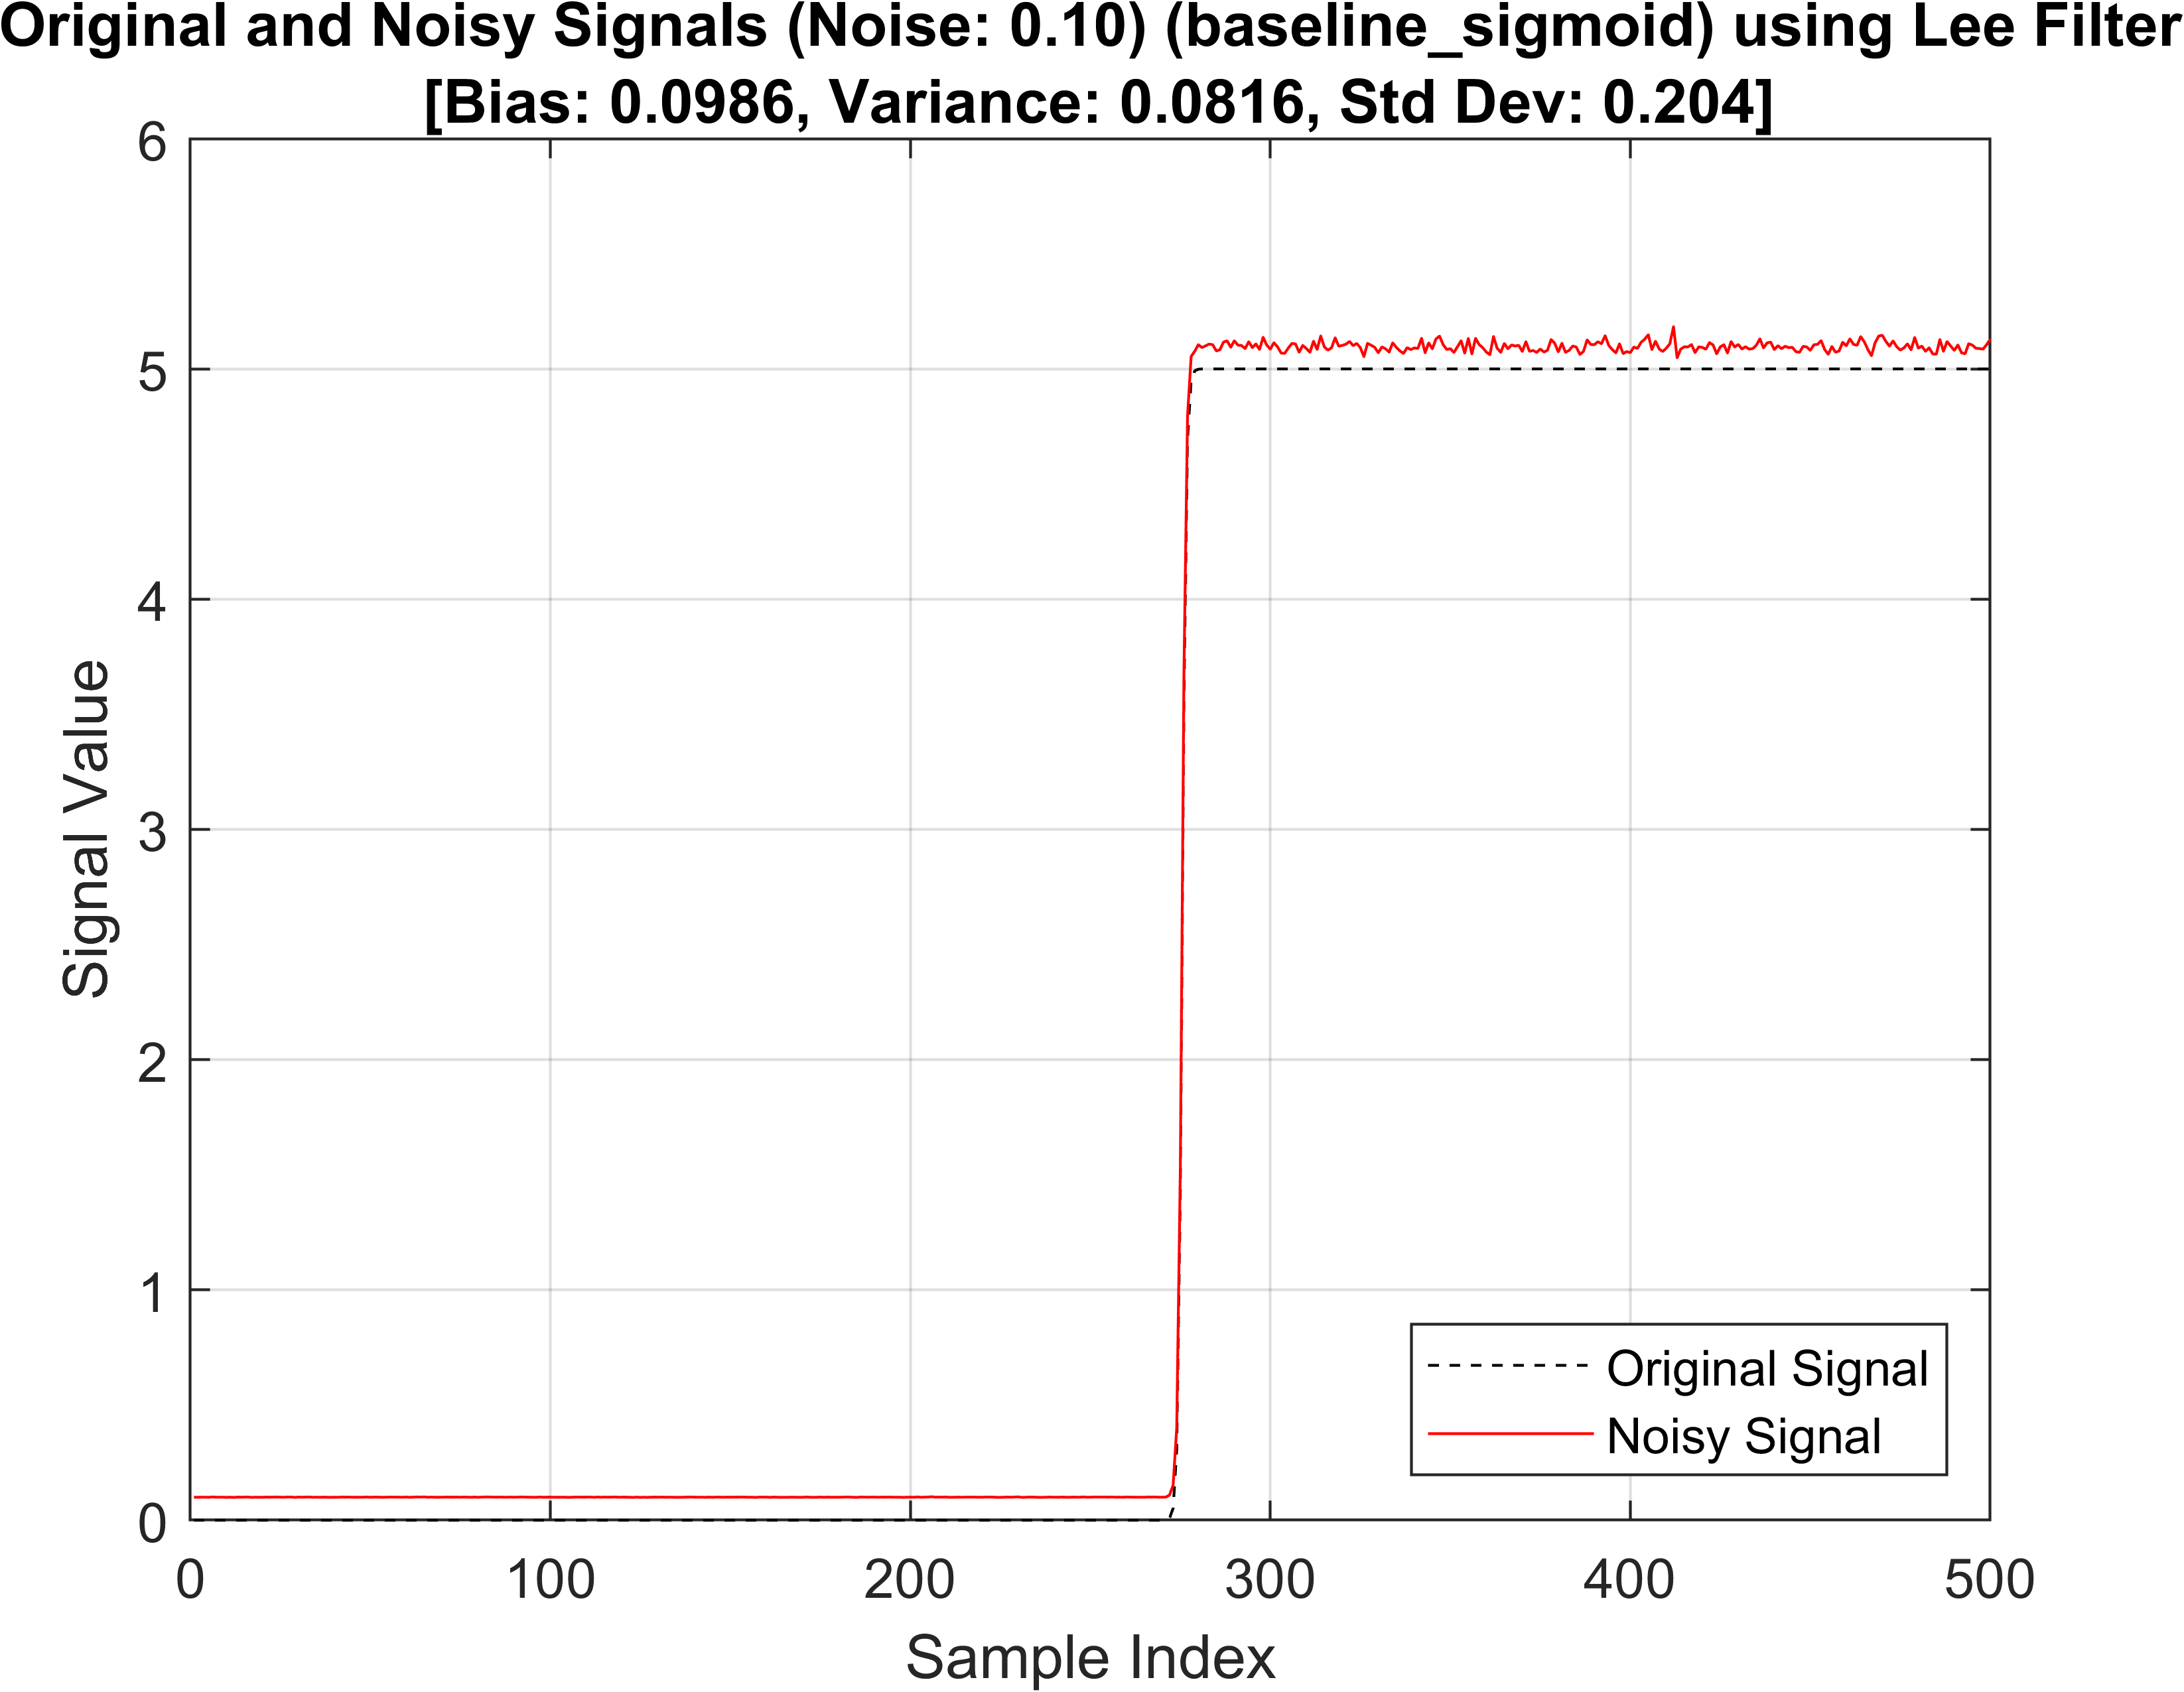 Original and Noisy Signals (Noise: 0.10) (baseline_sigmoid) using Lee Filter
[Bias: 0.0986, Variance: 0.0816, Std Dev: 0.204]
6
5
4
3
2
1
0
Signal Value
Original Signal
Noisy Signal
0 100 200 300 400 500
Sample Index